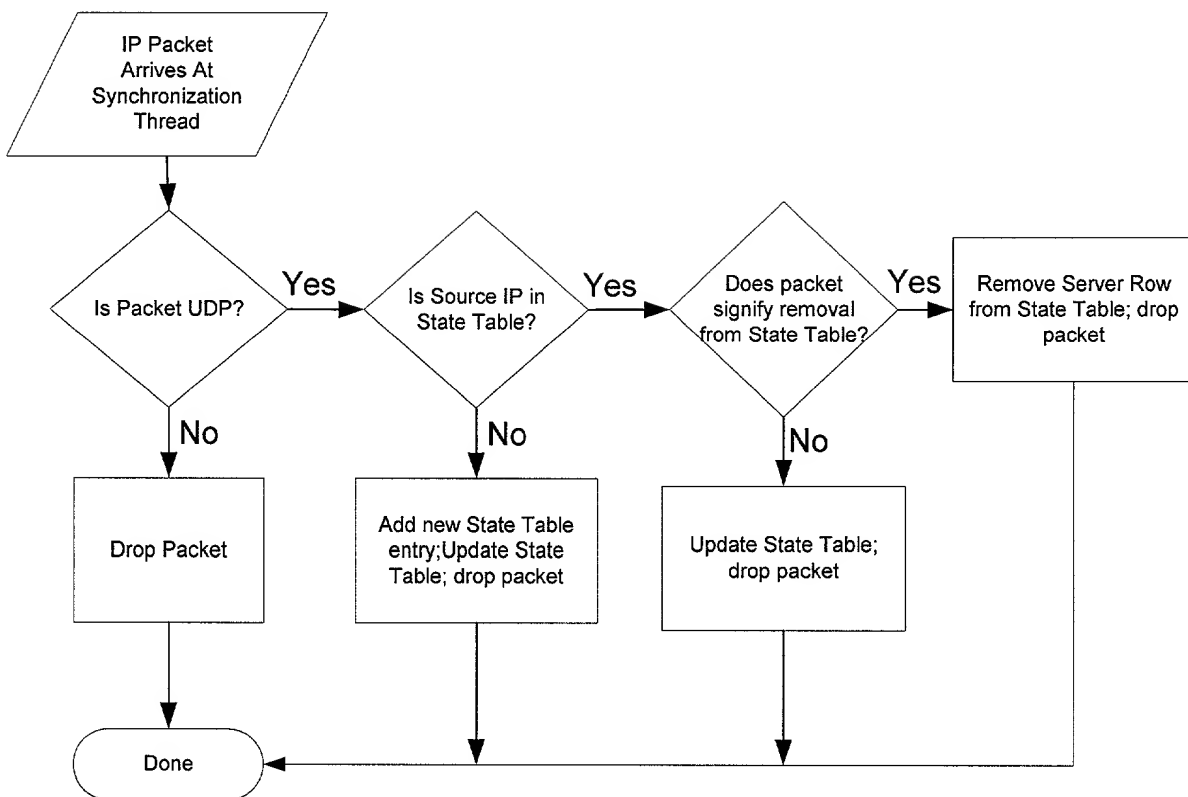 IP Packet
Arrives At
Synchronization
Thread
Is Packet UDP?
Yes
Is Source IP in
State Table?
Yes
Does packet
signify removal
from State Table?
Yes
Remove Server Row
from State Table; drop
packet
No
No
No
Drop Packet
Add new State Table
entry;Update State
Table; drop packet
Update State Table;
drop packet
Done